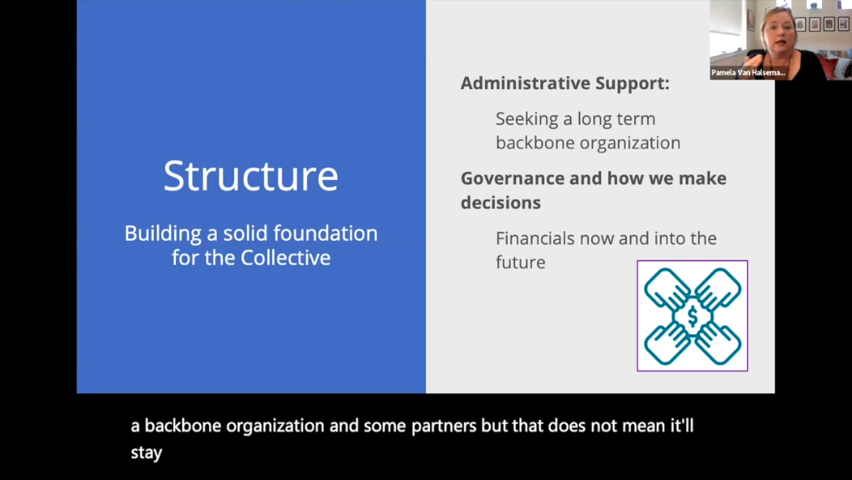 Structure
Building a solid foundation
for the Collective
Administrative Support:
Seeking a long term
backbone organization
Governance and how we make
decisions
Financials now and into the
future
$
Pamela Van Halsema...
a backbone organization and some partners but that does not mean it'll
stay